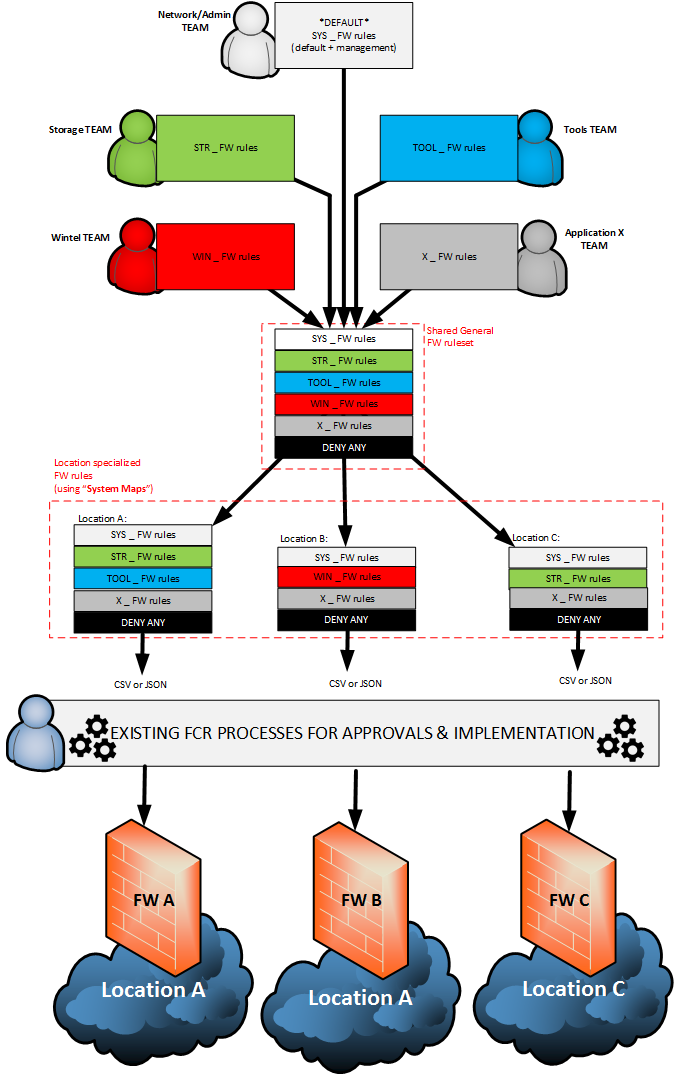 Network/Admin
TEAM
*DEFAULT*
SYS _ FW rules
(default + management)
Storage TEAM
STR _ FW rules
TOOL _ FW rules
Tools TEAM
Wintel TEAM
WIN _ FW rules
X _ FW rules
Application X
TEAM
Shared General
FW ruleset
SYS _ FW rules
STR _ FW rules
TOOL _ FW rules
WIN _ FW rules
X _ FW rules
DENY ANY
Location specialized
FW rules
(using “System Maps”)
Location A:
SYS _ FW rules
STR _ FW rules
TOOL _ FW rules
X _ FW rules
DENY ANY
Location B:
SYS _ FW rules
WIN _ FW rules
X _ FW rules
DENY ANY
Location C:
SYS _ FW rules
STR _ FW rules
X _ FW rules
DENY ANY
CSV or JSON
CSV or JSON
CSV or JSON
EXISTING FCR PROCESSES FOR APPROVALS & IMPLEMENTATION
FW A
FW B
FW C
Location A
Location A
Location C